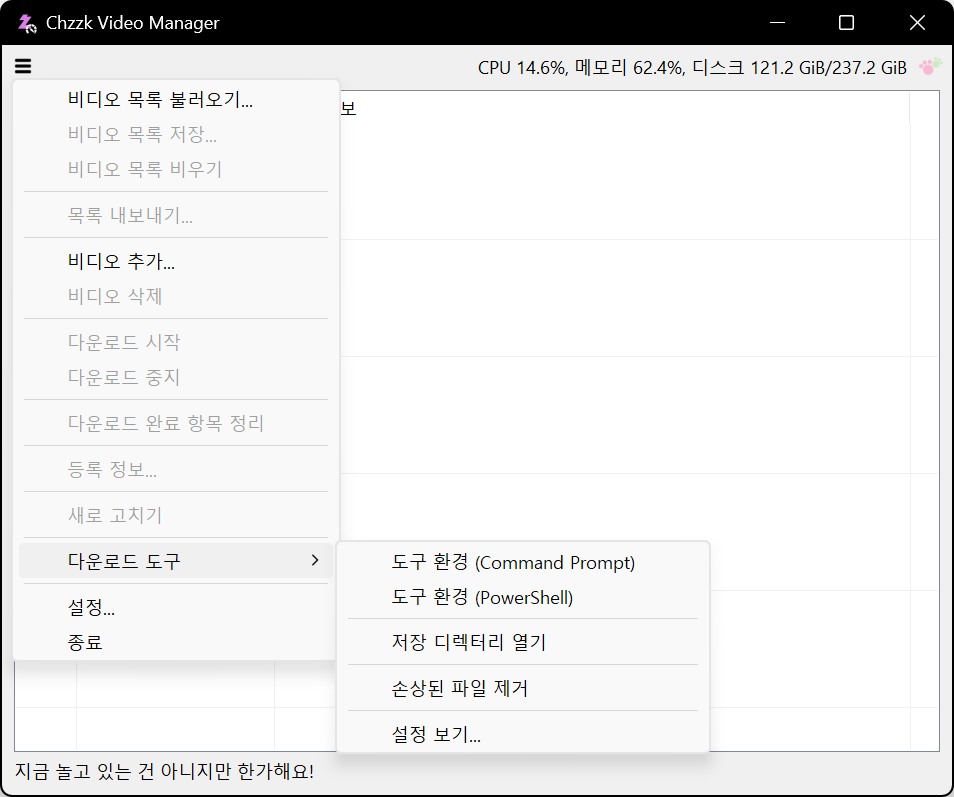 Chzzk Video Manager
CPU 14.6%, 메모리 62.4%, 디스크 121.2 GiB/237.2 GiB
보
비디오 목록 불러오기...
비디오 목록 저장...
비디오 목록 비우기
목록 내보내기...
비디오 추가...
비디오 삭제
다운로드 시작
다운로드 중지
다운로드 완료 항목 정리
등록 정보...
새로 고치기
다운로드 도구
설정...
종료
도구 환경 (Command Prompt)
도구 환경 (PowerShell)
저장 디렉터리 열기
손상된 파일 제거
설정 보기...
지금 놀고 있는 건 아니지만 한가해요!